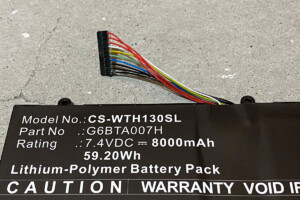 Model No.:CS-WTH130SL
Part No :G6BTA007H
Rating :7.4VDC ⎓ 8000mAh
59.20Wh
Lithium-Polymer Battery Pack
CAUTION WARRANTY VOID IF